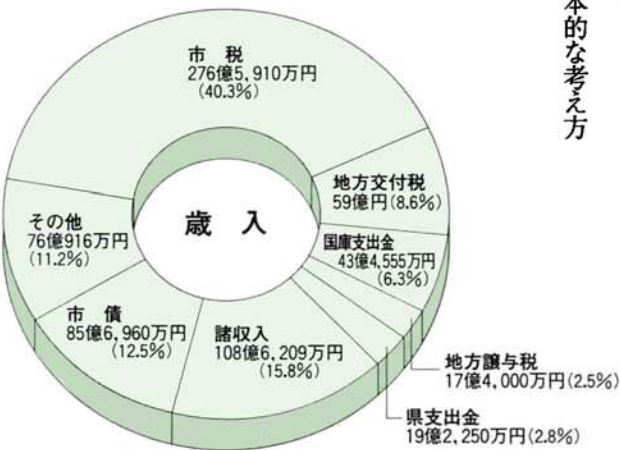 本的な考え方
市 税
276億5,910万円
(40.3%)
地方交付税
59億円(8.6%)
国庫支出金
43億4,555万円
(6.3%)
地方譲与税
17億4,000万円(2.5%)
県支出金
19億2,250万円(2.8%)
諸収入
108億6,209万円
(15.8%)
市 債
85億6,960万円
(12.5%)
その他
76億916万円
(11.2%)
歳 入